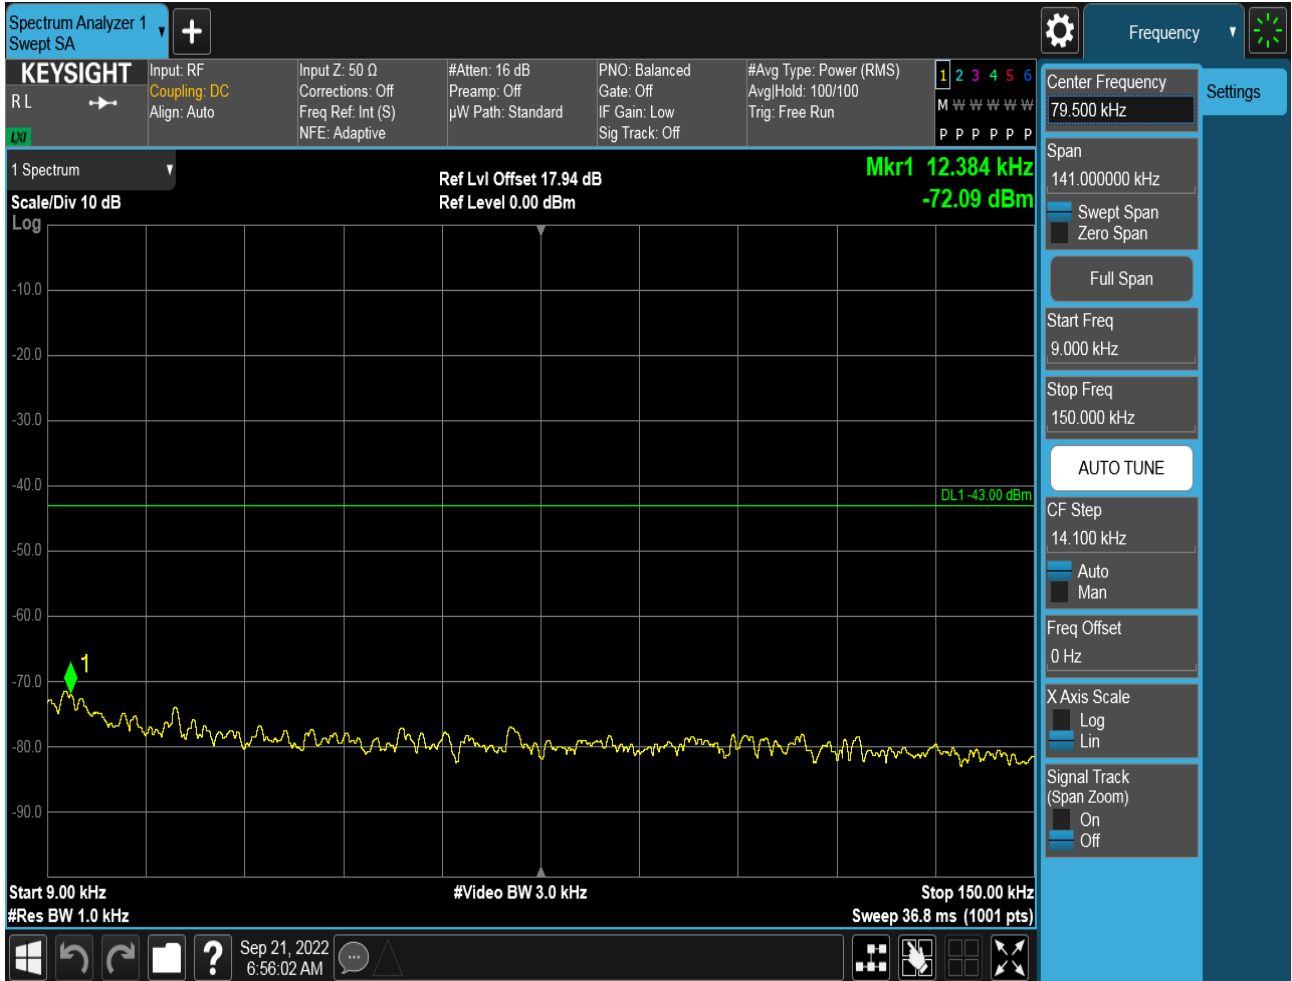 Spectrum Analyzer 1
Swept SA
+
Frequency
KEYSIGHT
R L
LXI
Input: RF
Coupling: DC
Align: Auto
Input Z: 50 Ω
Corrections: Off
Freq Ref: Int (S)
NFE: Adaptive
#Atten: 16 dB
Preamp: Off
µW Path: Standard
PNO: Balanced
Gate: Off
IF Gain: Low
Sig Track: Off
#Avg Type: Power (RMS)
Avg|Hold: 100/100
Trig: Free Run
1 2 3 4 5 6
M W W W W W
P P P P P P
1 Spectrum
Scale/Div 10 dB
Log
Ref Lvl Offset 17.94 dB
Ref Level 0.00 dBm
Mkr1 12.384 kHz
-72.09 dBm
-10.0
-20.0
-30.0
-40.0
DL1 -43.00 dBm
-50.0
-60.0
1
-70.0
-80.0
-90.0
Start 9.00 kHz
#Video BW 3.0 kHz
Stop 150.00 kHz
#Res BW 1.0 kHz
Sweep 36.8 ms (1001 pts)
?
Sep 21, 2022
6:56:02 AM
Center Frequency
79.500 kHz
Settings
Span
141.000000 kHz
Swept Span
Zero Span
Full Span
Start Freq
9.000 kHz
Stop Freq
150.000 kHz
AUTO TUNE
CF Step
14.100 kHz
Auto
Man
Freq Offset
0 Hz
X Axis Scale
Log
Lin
Signal Track
(Span Zoom)
On
Off